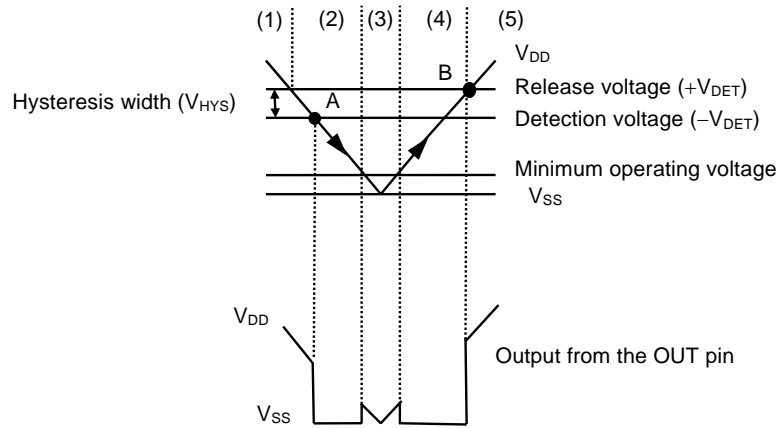 (1) (2) (3) (4) (5)
V_DD
B
Release voltage (+V_DET)
Hysteresis width (V_HYS)
A
Detection voltage (−V_DET)
Minimum operating voltage
V_SS
V_DD
Output from the OUT pin
V_SS